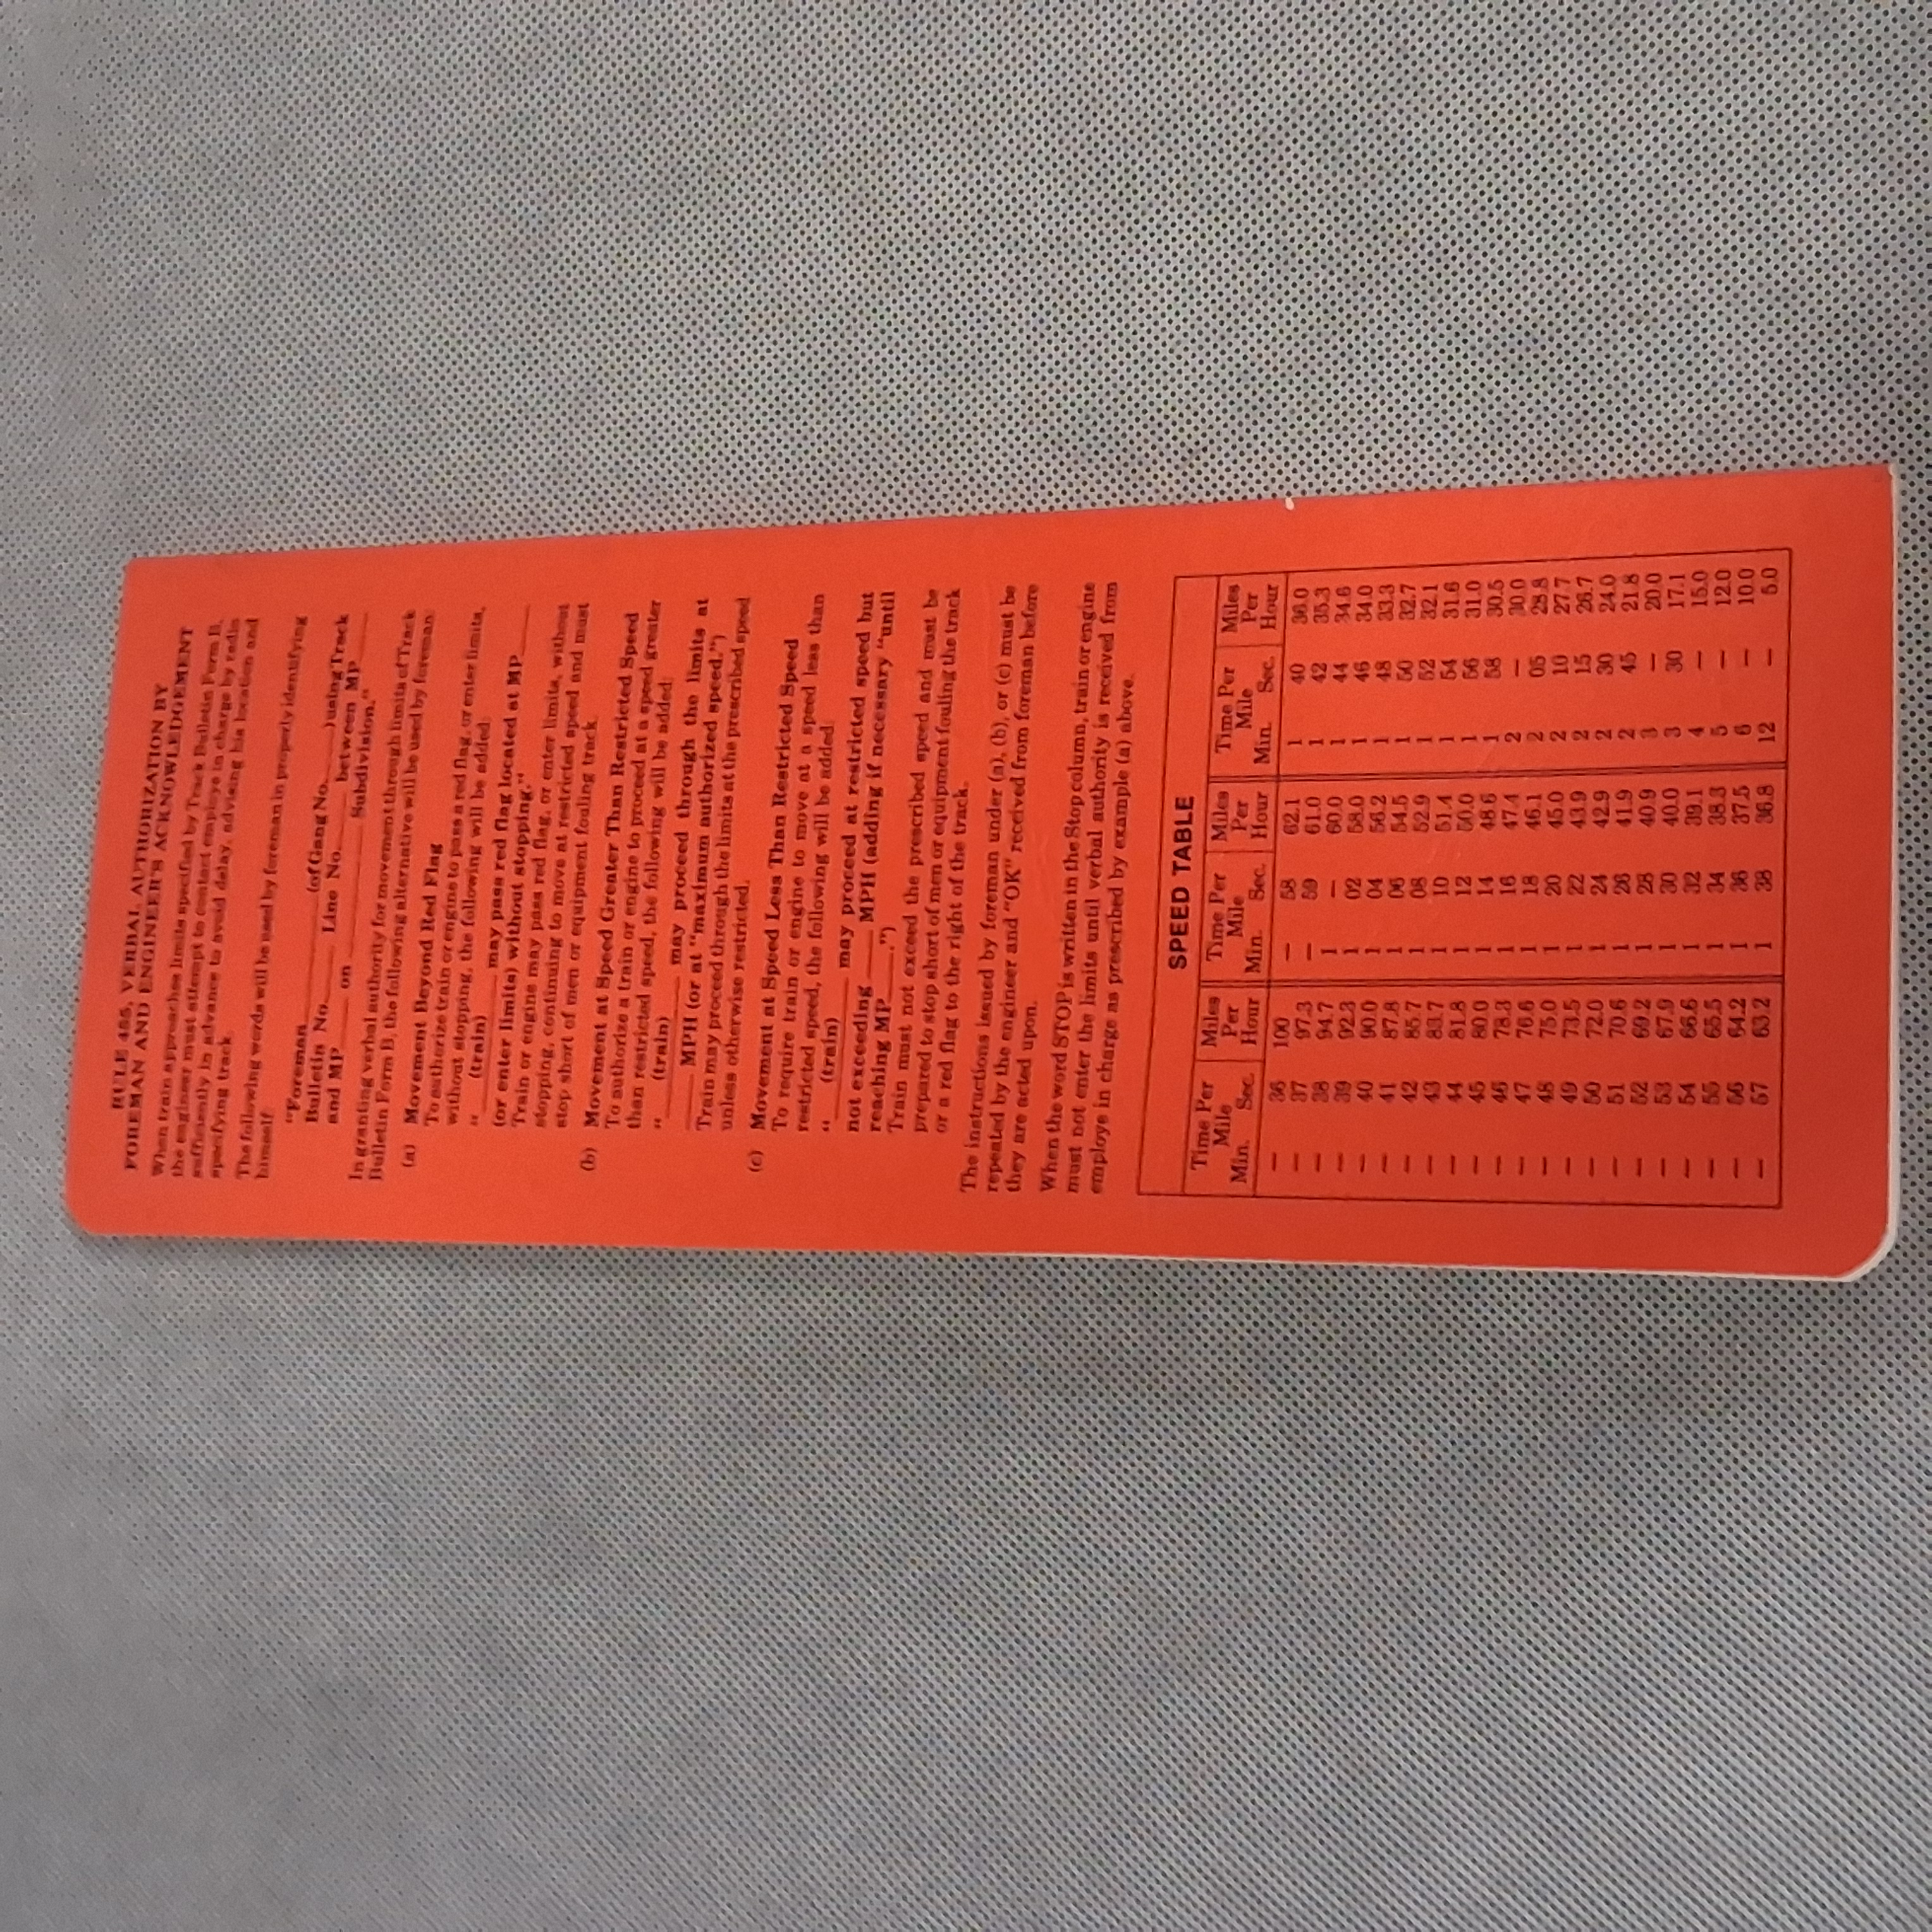 RULE 455, VERBAL AUTHORIZATION BY
FOREMAN AND ENGINEER'S ACKNOWLEDGEMENT
When train approaches limits specified by Track Bulletin Form B,
the engineer must attempt to contact employe in charge by radio
sufficiently in advance to avoid delay, advising his location and
specifying track.
The following words will be used by foreman in properly identifying
himself
"Foreman__________(of Gang No.____) using Track
Bulletin No.____ Line No.____ between MP____
and MP____ on __________ Subdivision."
In granting verbal authority for movement through limits of Track
Bulletin Form B, the following alternative will be used by foreman:
(a) Movement Beyond Red Flag
To authorize train or engine to pass a red flag, or enter limits,
without stopping, the following will be added:
" (train)
______ may pass red flag located at MP______
(or enter limits) without stopping."
Train or engine may pass red flag, or enter limits, without
stopping, continuing to move at restricted speed and must
stop short of men or equipment fouling track
(b) Movement at Speed Greater Than Restricted Speed
To authorize a train or engine to proceed at a speed greater
than restricted speed, the following will be added:
" (train)
______ may proceed through the limits at
____ MPH (or at "maximum authorized speed.")
Train may proceed through the limits at the prescribed speed
unless otherwise restricted.
(c) Movement at Speed Less Than Restricted Speed
To require train or engine to move at a speed less than
restricted speed, the following will be added:
" (train)
______ may proceed at restricted speed but
not exceeding ____ MPH (adding if necessary "until
reaching MP____.")
Train must not exceed the prescribed speed and must be
prepared to stop short of men or equipment fouling the track
or a red flag to the right of the track.
The instructions issued by foreman under (a), (b), or (c) must be
repeated by the engineer and "OK" received from foreman before
they are acted upon.
When the word STOP is written in the Stop column, train or engine
must not enter the limits until verbal authority is received from
employe in charge as prescribed by example (a) above.
SPEED TABLE
Time Per Miles Time Per Miles Time Per Miles
Mile Per Mile Per Mile Per
Min. Sec. Hour Min. Sec. Hour Min. Sec. Hour
— 36 100 — 58 62.1 1 40 36.0
— 37 97.3 — 59 61.0 1 42 35.3
— 38 94.7 1 — 60.0 1 44 34.6
— 39 92.3 1 02 58.0 1 46 34.0
— 40 90.0 1 04 56.2 1 48 33.3
— 41 87.8 1 06 54.5 1 50 32.7
— 42 85.7 1 08 52.9 1 52 32.1
— 43 83.7 1 10 51.4 1 54 31.6
— 44 81.8 1 12 50.0 1 56 31.0
— 45 80.0 1 14 48.6 1 58 30.5
— 46 78.3 1 16 47.4 2 — 30.0
— 47 76.6 1 18 46.1 2 05 28.8
— 48 75.0 1 20 45.0 2 10 27.7
— 49 73.5 1 22 43.9 2 15 26.7
— 50 72.0 1 24 42.9 2 30 24.0
— 51 70.6 1 26 41.9 2 45 21.8
— 52 69.2 1 28 40.9 3 — 20.0
— 53 67.9 1 30 40.0 3 30 17.1
— 54 66.6 1 32 39.1 4 — 15.0
— 55 65.5 1 34 38.3 5 — 12.0
— 56 64.2 1 36 37.5 6 — 10.0
— 57 63.2 1 38 36.8 12 — 5.0